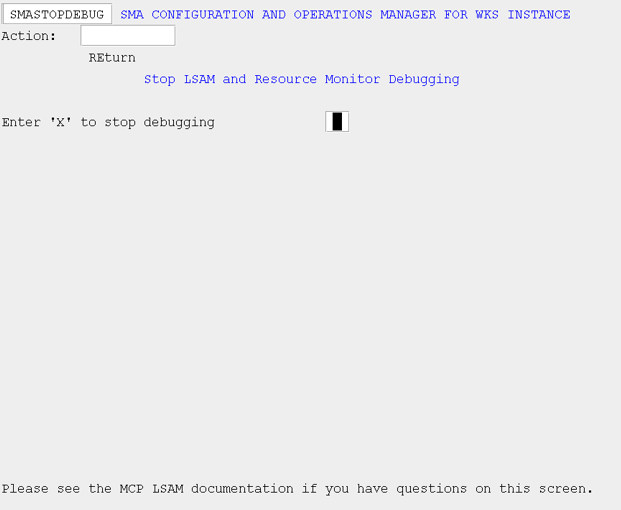 SMASTOPDEBUG SMA CONFIGURATION AND OPERATIONS MANAGER FOR WKS INSTANCE
Action:
REturn
Stop LSAM and Resource Monitor Debugging
Enter 'X' to stop debugging
Please see the MCP LSAM documentation if you have questions on this screen.